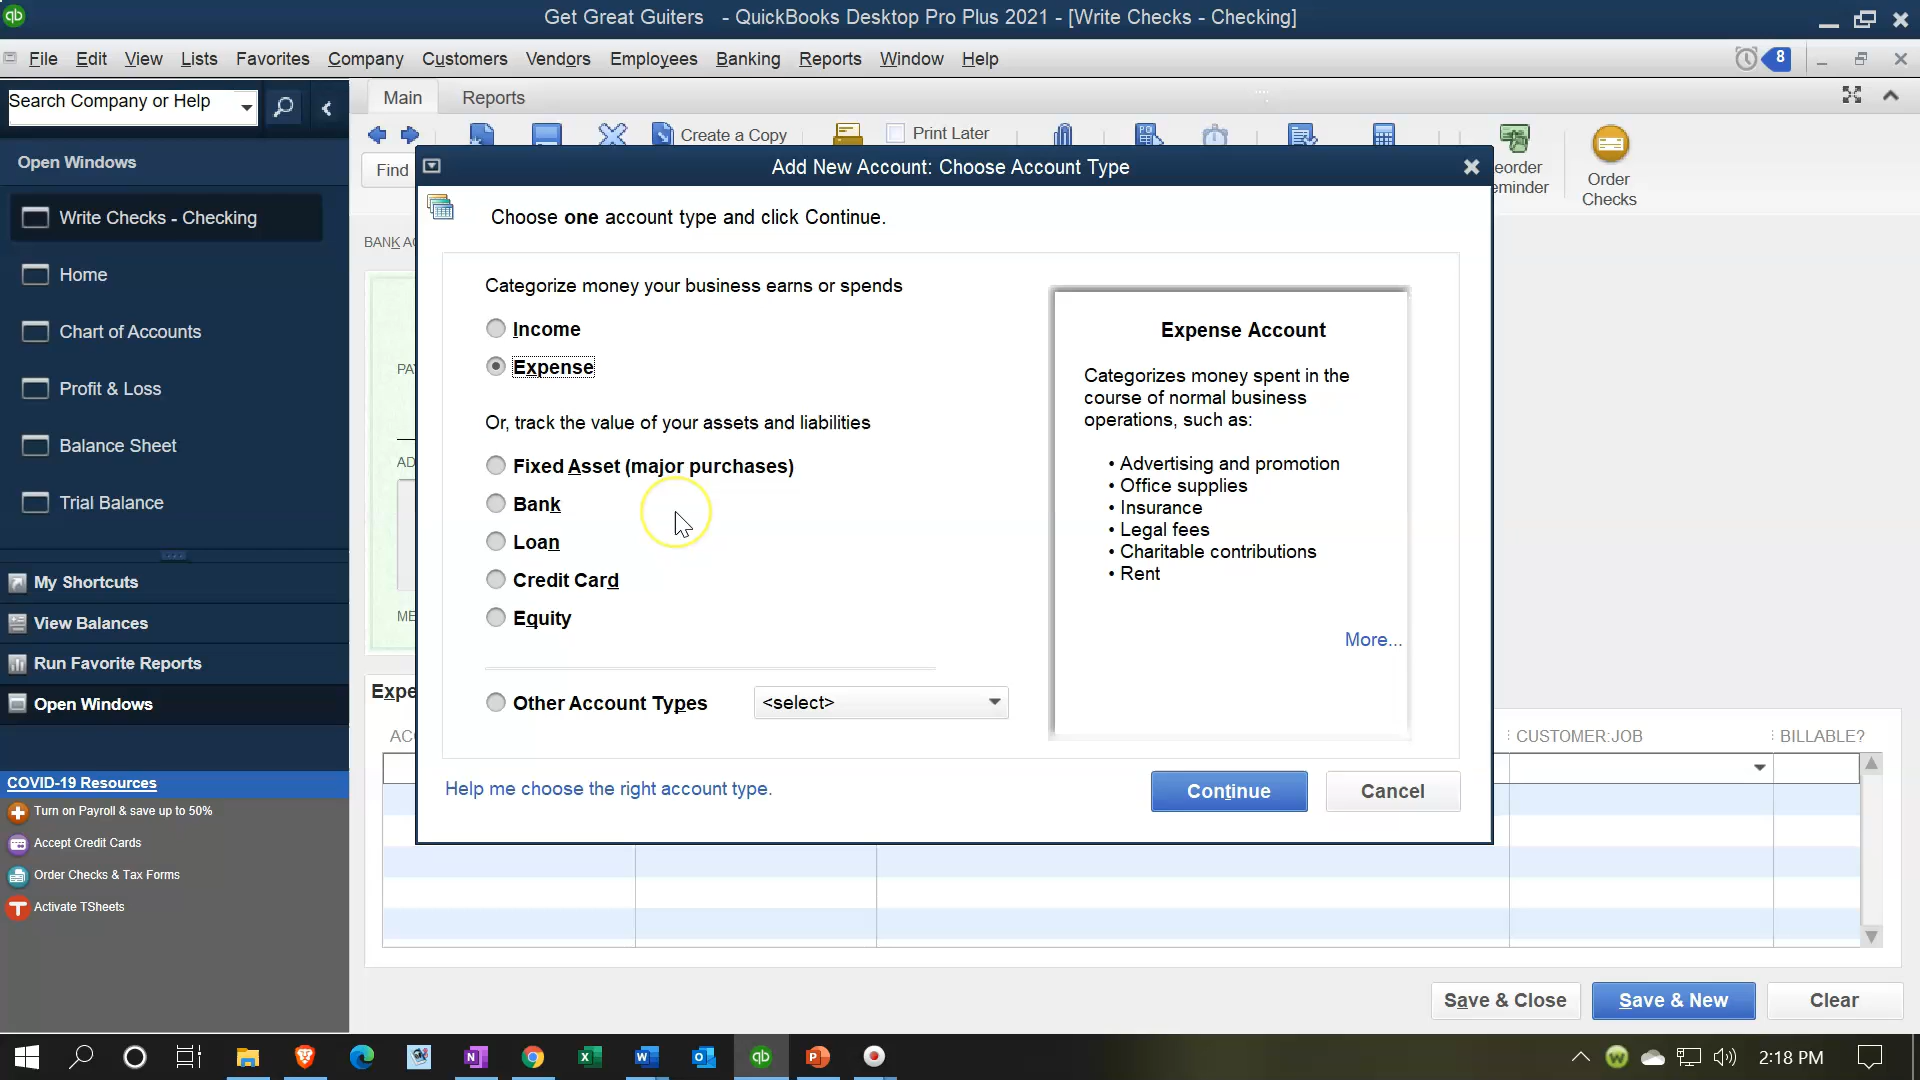 qb
Get Great Guiters - QuickBooks Desktop Pro Plus 2021 - [Write Checks - Checking]
File Edit View Lists Favorites Company Customers Vendors Employees Banking Reports Window Help
8
Search Company or Help
Main Reports
Create a Copy
Print Later
Find
eorder
eminder
Order
Checks
Open Windows
Write Checks - Checking
Home
Chart of Accounts
Profit & Loss
Balance Sheet
Trial Balance
My Shortcuts
View Balances
Run Favorite Reports
Open Windows
COVID-19 Resources
Turn on Payroll & save up to 50%
Accept Credit Cards
Order Checks & Tax Forms
Activate TSheets
BANK AC
PAY
AD
ME
Expe
ACC
CUSTOMER:JOB
BILLABLE?
Add New Account: Choose Account Type
Choose one account type and click Continue.
Categorize money your business earns or spends
Income
Expense
Or, track the value of your assets and liabilities
Fixed Asset (major purchases)
Bank
Loan
Credit Card
Equity
Other Account Types
<select>
Expense Account
Categorizes money spent in the
course of normal business
operations, such as:
• Advertising and promotion
• Office supplies
• Insurance
• Legal fees
• Charitable contributions
• Rent
More...
Help me choose the right account type.
Continue
Cancel
Save & Close
Save & New
Clear
2:18 PM